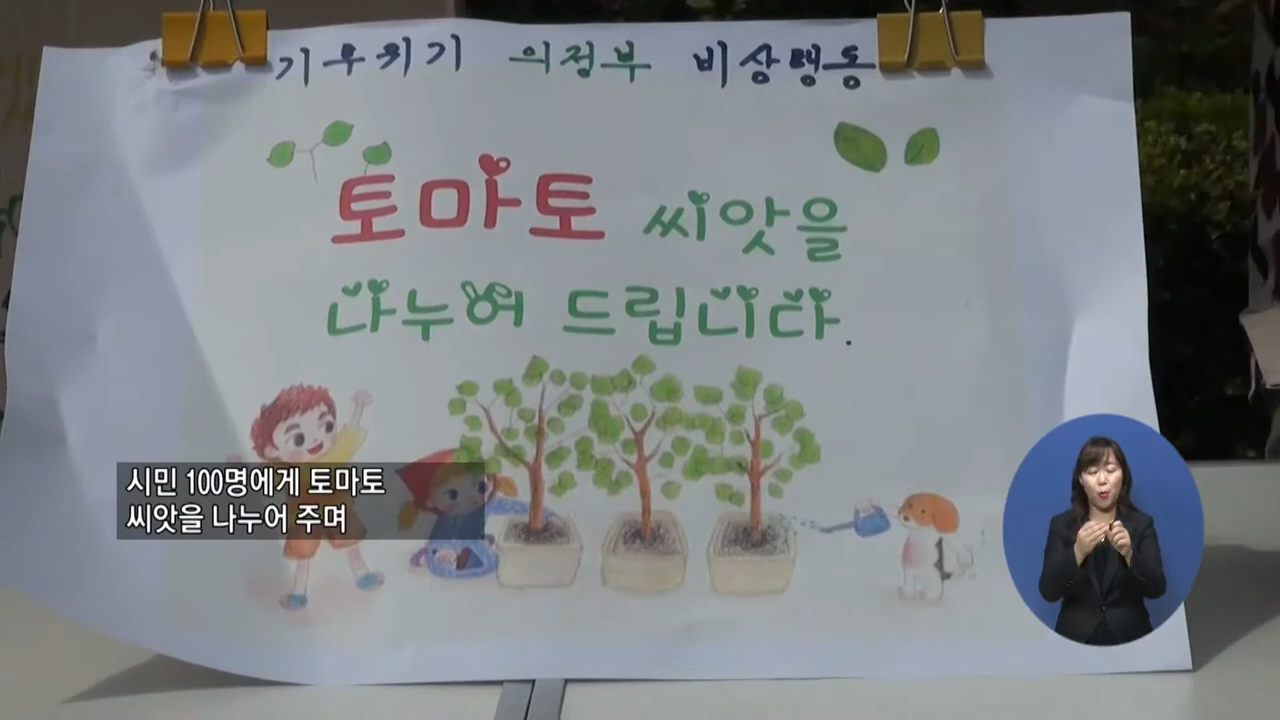 기후위기 의정부 비상행동
토마토 씨앗을
나누어 드립니다.
시민 100명에게 토마토
씨앗을 나누어 주며